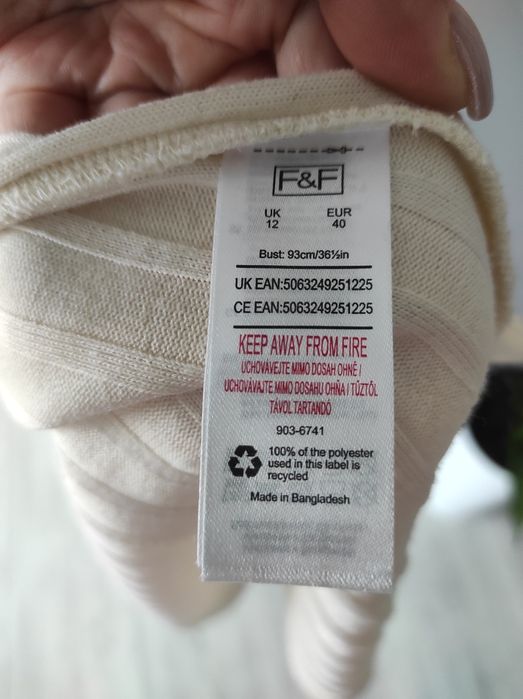 F&F
UK EUR
12 40
Bust: 93cm/36½in
UK EAN:5063249251225
CE EAN:5063249251225
KEEP AWAY FROM FIRE
UCHOVÁVEJTE MIMO DOSAH OHNĚ /
UCHOVÁVAJTE MIMO DOSAHU OHŇA / TŰZTŐL
TÁVOL TARTANDÓ
903-6741
100% of the polyester
used in this label is
recycled
Made in Bangladesh